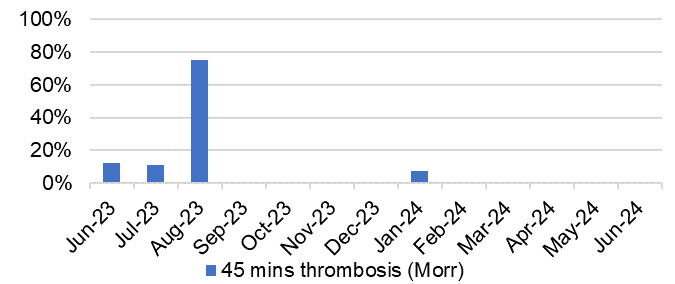 100%
80%
60%
40%
20%
0%
Jun-23
Jul-23
Aug-23
Sep-23
Oct-23
Nov-23
Dec-23
Jan-24
Feb-24
Mar-24
Apr-24
May-24
Jun-24
45 mins thrombosis (Morr)